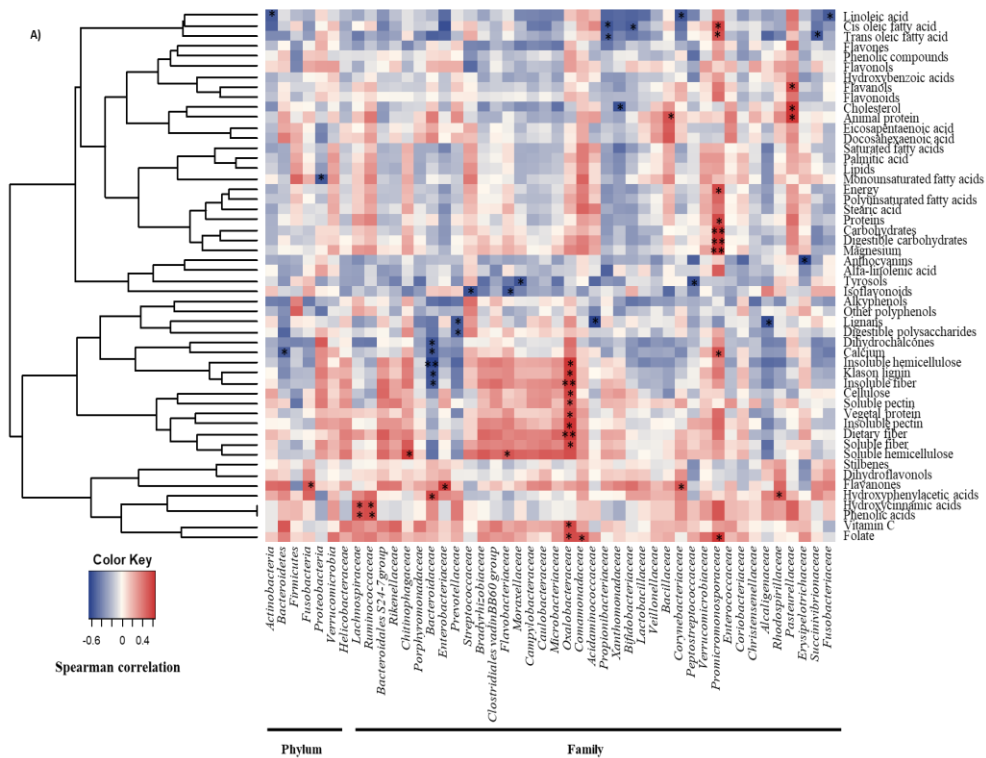 A)
Linoleic acid
Cis oleic fatty acid
Trans oleic fatty acid
Flavones
Phenolic compounds
Flavonols
Hydroxybenzoic acids
Flavanols
Flavonoids
Cholesterol
Animal protein
Eicosapentaenoic acid
Docosahexaenoic acid
Saturated fatty acids
Palmitic acid
Lipids
Monounsaturated fatty acids
Energy
Polyunsaturated fatty acids
Stearic acid
Proteins
Carbohydrates
Digestible carbohydrates
Magnesium
Anthocyanins
Alfa-linolenic acid
Tyrosols
Isoflavonoids
Alkyphenols
Other polyphenols
Lignans
Digestible polysaccharides
Dihydrochalcones
Calcium
Insoluble hemicellulose
Klason lignin
Insoluble fiber
Cellulose
Soluble pectin
Vegetal protein
Insoluble pectin
Dietary fiber
Soluble fiber
Soluble hemicellulose
Stilbenes
Dihydroflavonols
Flavanones
Hydroxyphenylacetic acids
Hydroxycinnamic acids
Phenolic acids
Vitamin C
Folate
Color Key
-0.6 0 0.4
Spearman correlation
Actinobacteria
Bacteroidetes
Firmicutes
Fusobacteria
Proteobacteria
Verrucomicrobia
Helicobacteraceae
Lachnospiraceae
Ruminococcaceae
Bacteroidales S24-7 group
Rikenellaceae
Chitinophagaceae
Porphyromonadaceae
Bacteroidaceae
Enterobacteriaceae
Prevotellaceae
Streptococcaceae
Bradyrhizobiaceae
Clostridiales vadinBB60 group
Flavobacteriaceae
Moraxellaceae
Campylobacteraceae
Caulobacteraceae
Microbacteriaceae
Oxalobacteraceae
Comamonadaceae
Acidaminococcaceae
Propionibacteriaceae
Xanthomonadaceae
Bifidobacteriaceae
Lactobacillaceae
Veillonellaceae
Bacillaceae
Corynebacteriaceae
Peptostreptococcaceae
Verrucomicrobiaceae
Promicromonosporaceae
Enterococcaceae
Coriobacteriaceae
Christensenellaceae
Alcaligenaceae
Rhodospirillaceae
Pasteurellaceae
Erysipelotrichaceae
Succinivibrionaceae
Fusobacteriaceae
Phylum
Family